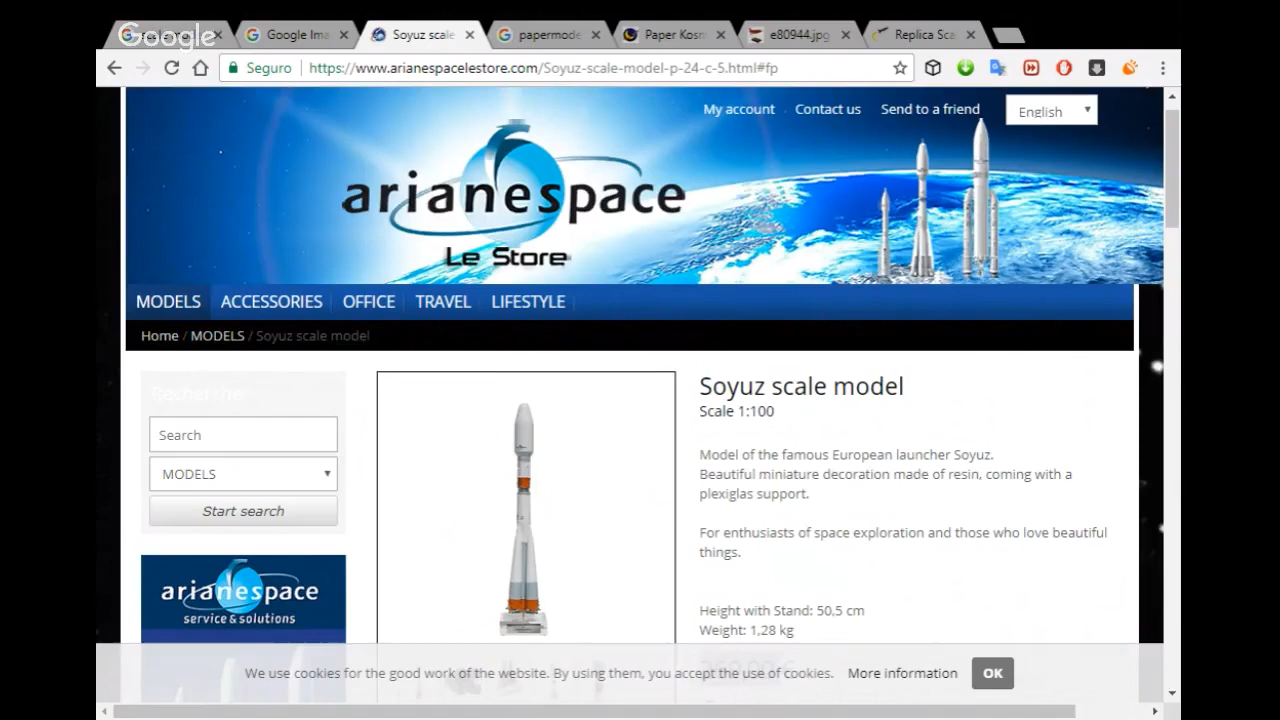 Google
Google Ima
Soyuz scale
papermode
Paper Kosm
e80944.jpg
Replica Sca
Seguro
https://www.arianespacelestore.com/Soyuz-scale-model-p-24-c-5.html#fp
My account
Contact us
Send to a friend
English
arianespace
Le Store
MODELS
ACCESSORIES
OFFICE
TRAVEL
LIFESTYLE
Home / MODELS / Soyuz scale model
Rechercher
Search
MODELS
Start search
arianespace
service & solutions
Soyuz scale model
Scale 1:100
Model of the famous European launcher Soyuz.
Beautiful miniature decoration made of resin, coming with a
plexiglas support.
For enthusiasts of space exploration and those who love beautiful
things.
Height with Stand: 50,5 cm
Weight: 1,28 kg
We use cookies for the good work of the website. By using them, you accept the use of cookies.
More information
OK